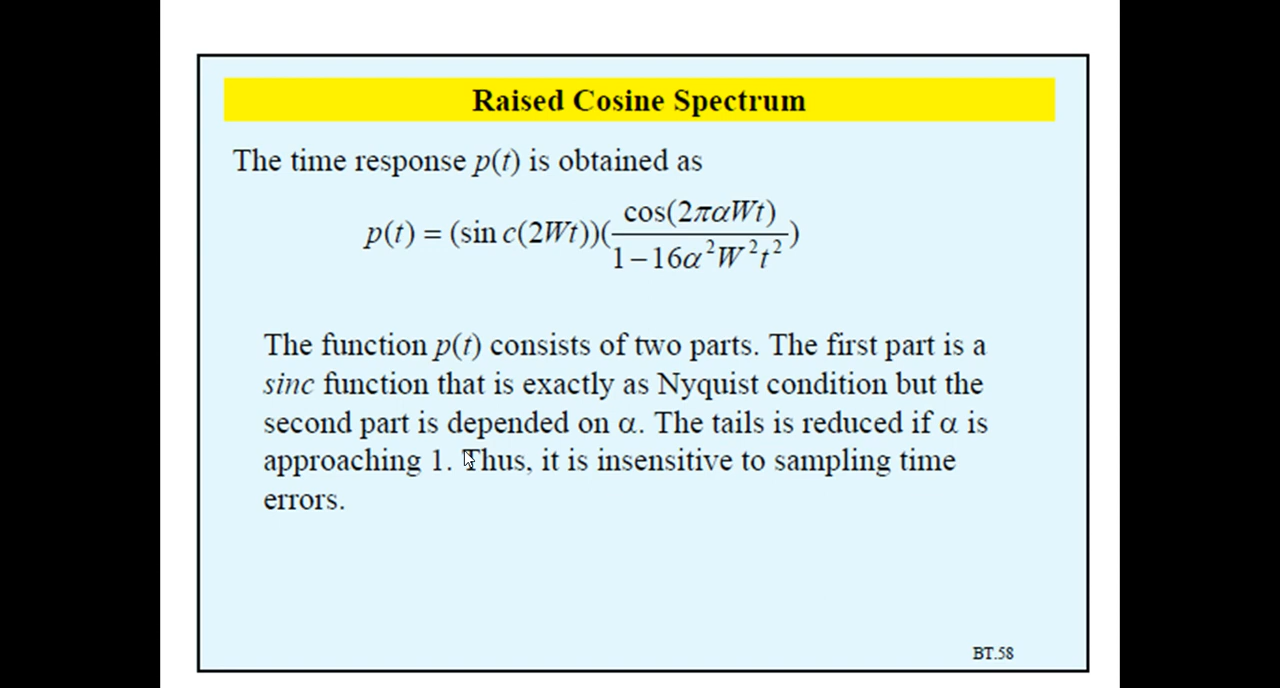 Raised Cosine Spectrum
The time response p(t) is obtained as
p(t) = (sin c(2Wt))(cos(2παWt) / 1 − 16α²W²t²)
The function p(t) consists of two parts. The first part is a
sinc function that is exactly as Nyquist condition but the
second part is depended on α. The tails is reduced if α is
approaching 1. Thus, it is insensitive to sampling time
errors.
BT.58